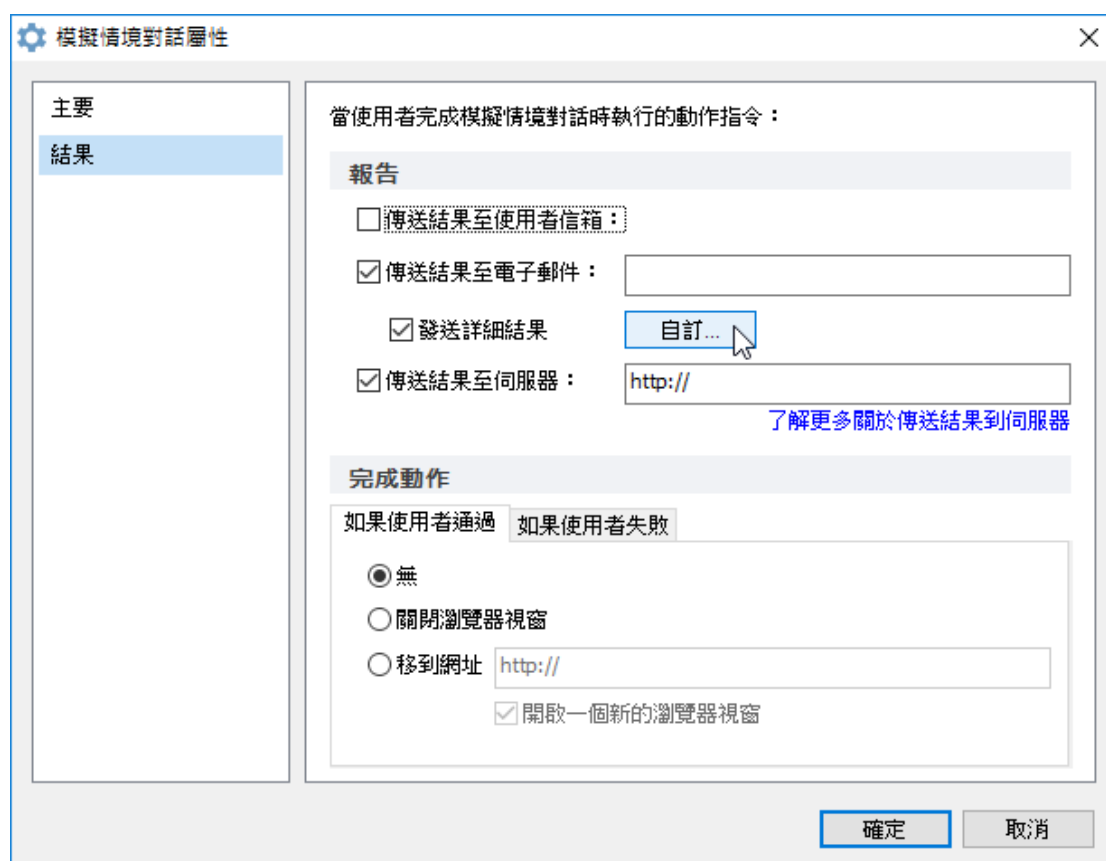 模擬情境對話屬性
主要
結果
當使用者完成模擬情境對話時執行的動作指令：
報告
傳送結果至使用者信箱：
傳送結果至電子郵件：
發送詳細結果 自訂...
傳送結果至伺服器： http://
了解更多關於傳送結果到伺服器
完成動作
如果使用者通過 如果使用者失敗
無
關閉瀏覽器視窗
移到網址 http://
開啟一個新的瀏覽器視窗
確定 取消